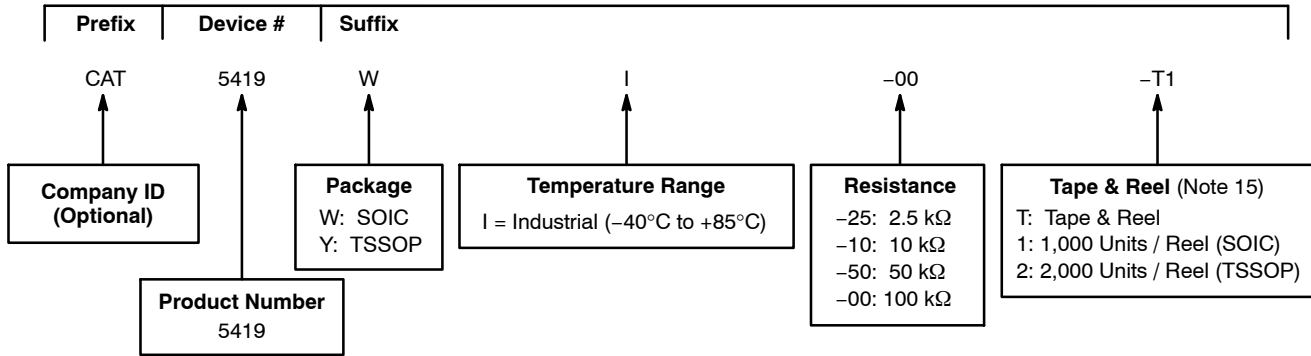 Prefix Device # Suffix
CAT 5419 W I −00 −T1
Company ID
(Optional)
Product Number
5419
Package
W: SOIC
Y: TSSOP
Temperature Range
I = Industrial (−40°C to +85°C)
Resistance
−25: 2.5 kΩ
−10: 10 kΩ
−50: 50 kΩ
−00: 100 kΩ
Tape & Reel (Note 15)
T: Tape & Reel
1: 1,000 Units / Reel (SOIC)
2: 2,000 Units / Reel (TSSOP)